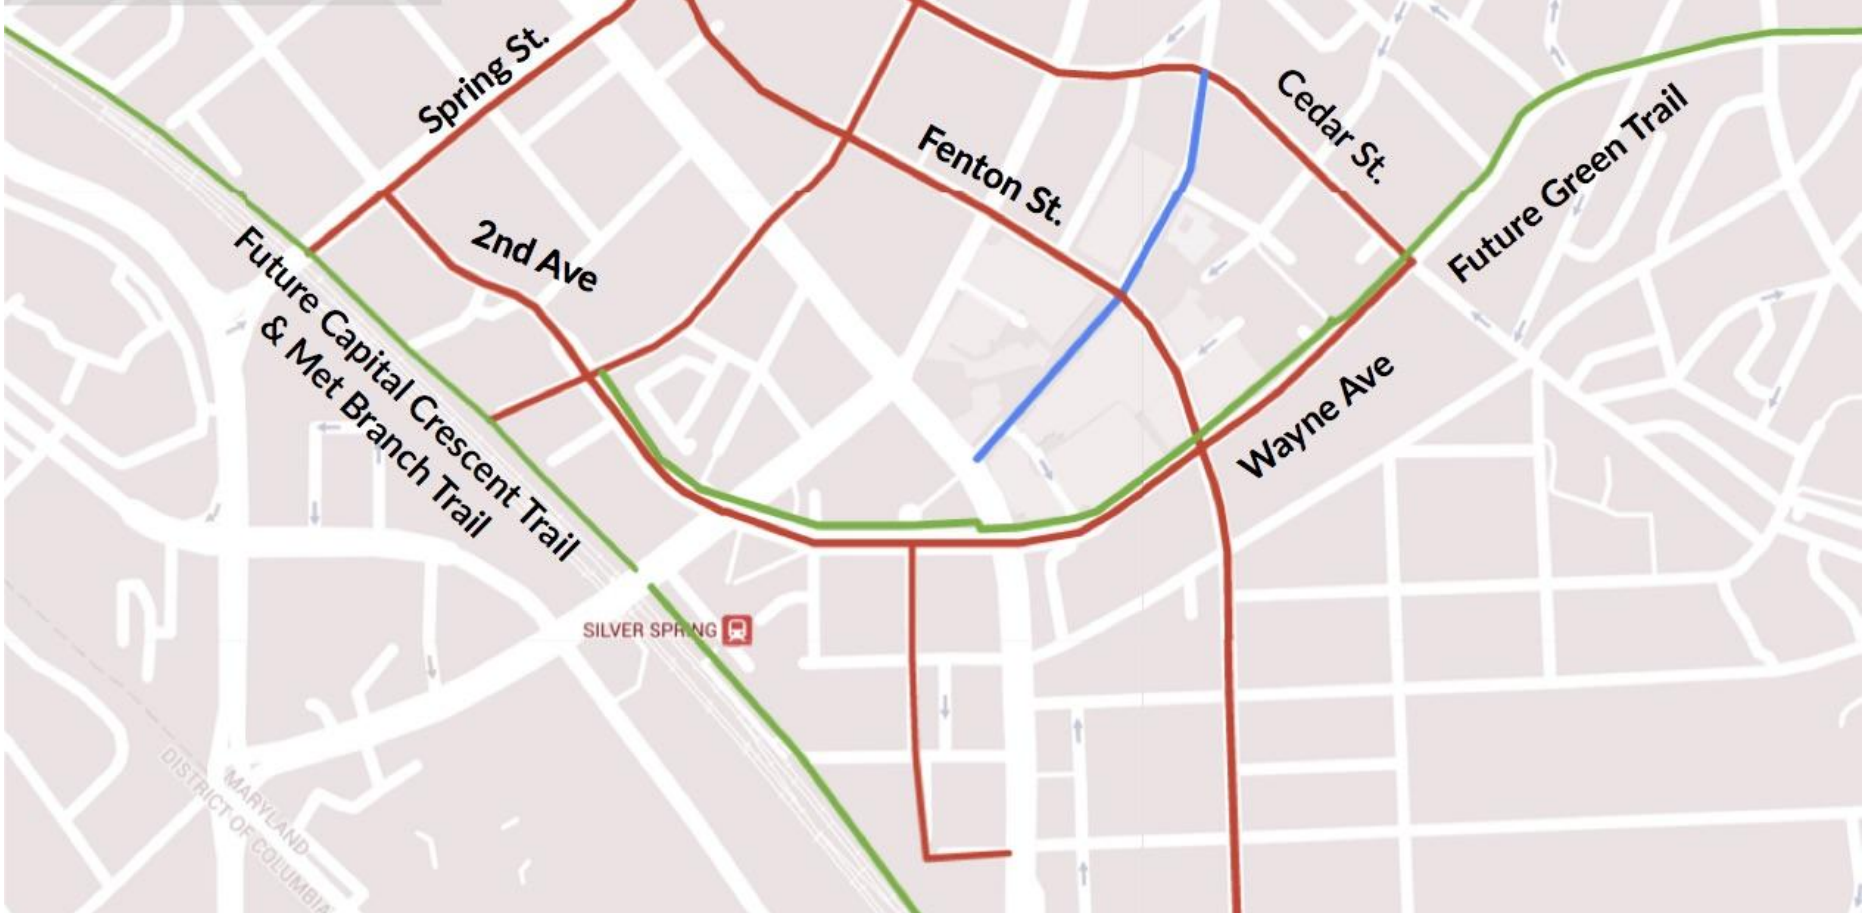 Spring St.
Cedar St.
Fenton St.
Future Green Trail
2nd Ave
Future Capital Crescent Trail
& Met Branch Trail
Wayne Ave
SILVER SPRING
MARYLAND
DISTRICT OF COLUMBIA